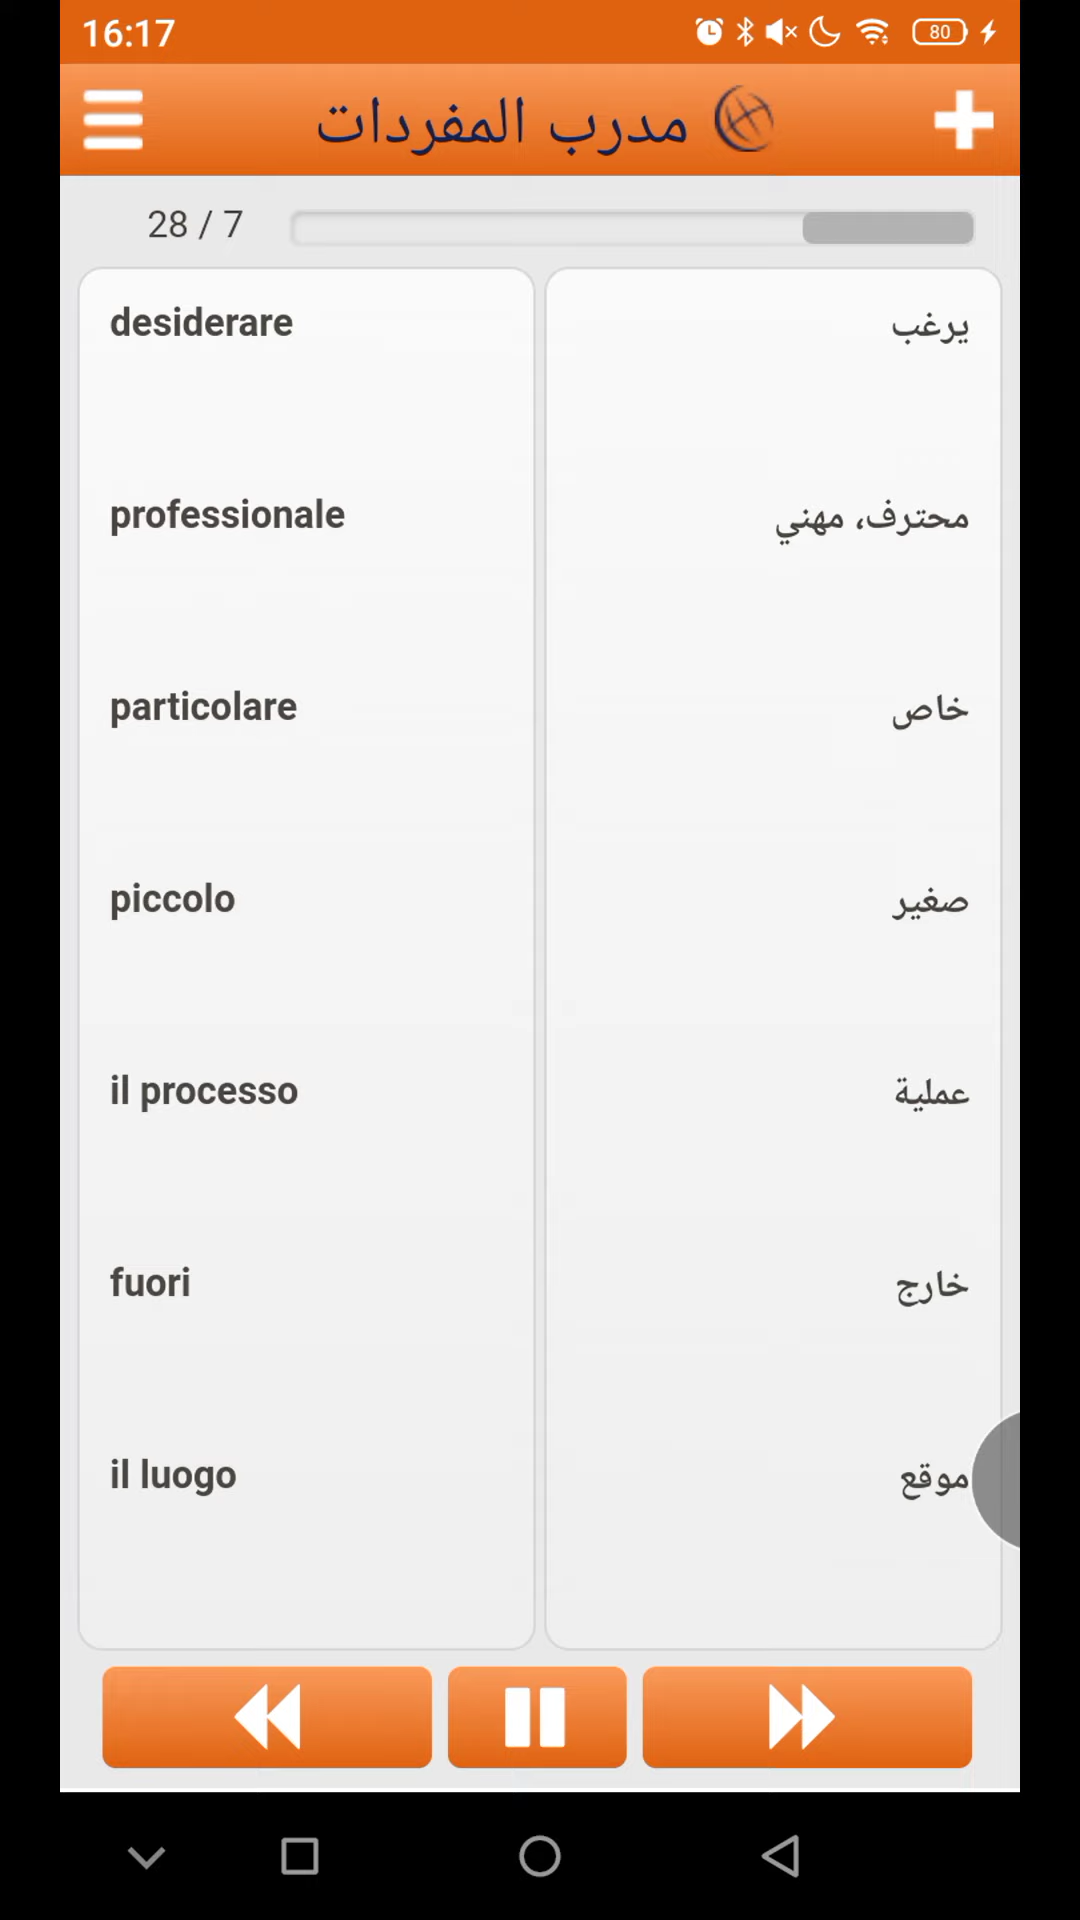 16:17
80
مدرب المفردات
28 / 7
desiderare
يرغب
professionale
محترف، مهني
particolare
خاص
piccolo
صغير
il processo
عملية
fuori
خارج
il luogo
موقع